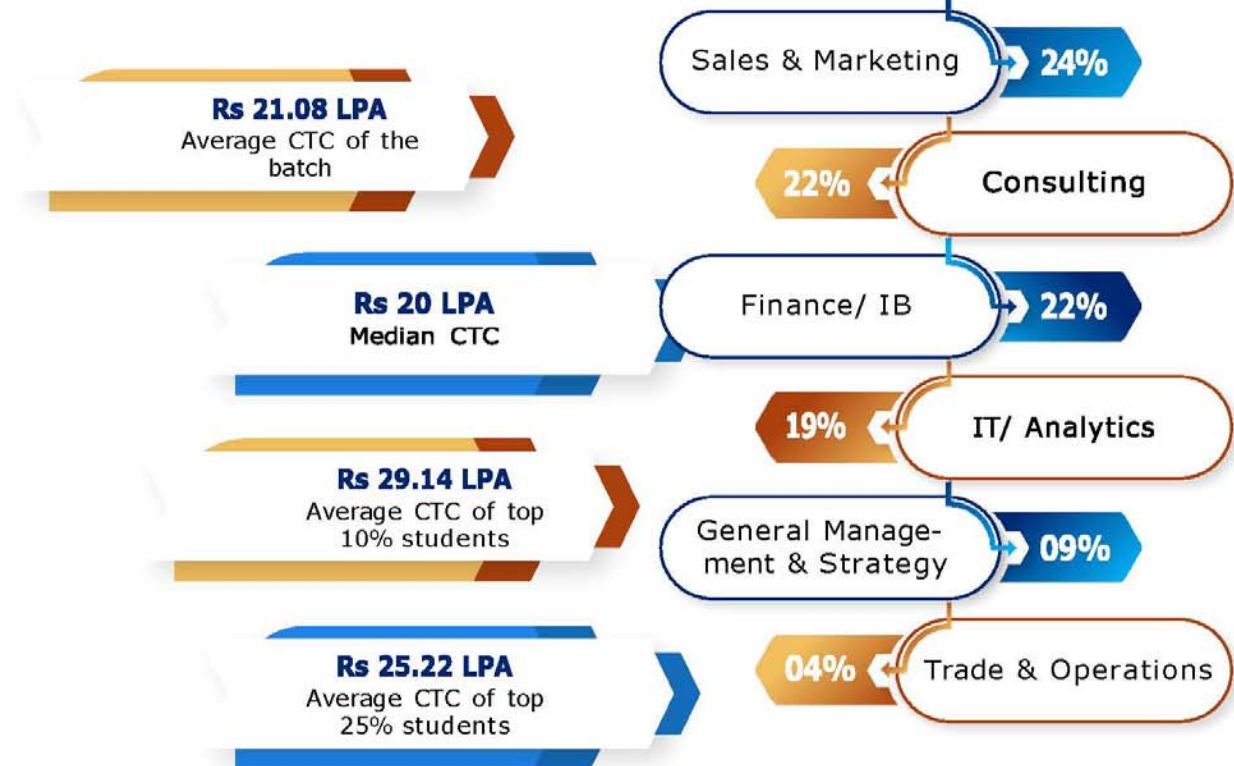 Rs 21.08 LPA
Average CTC of the
batch
Rs 20 LPA
Median CTC
Rs 29.14 LPA
Average CTC of top
10% students
Rs 25.22 LPA
Average CTC of top
25% students
Sales & Marketing
24%
22%
Consulting
Finance/ IB
22%
19%
IT/ Analytics
General Manage-
ment & Strategy
09%
04%
Trade & Operations